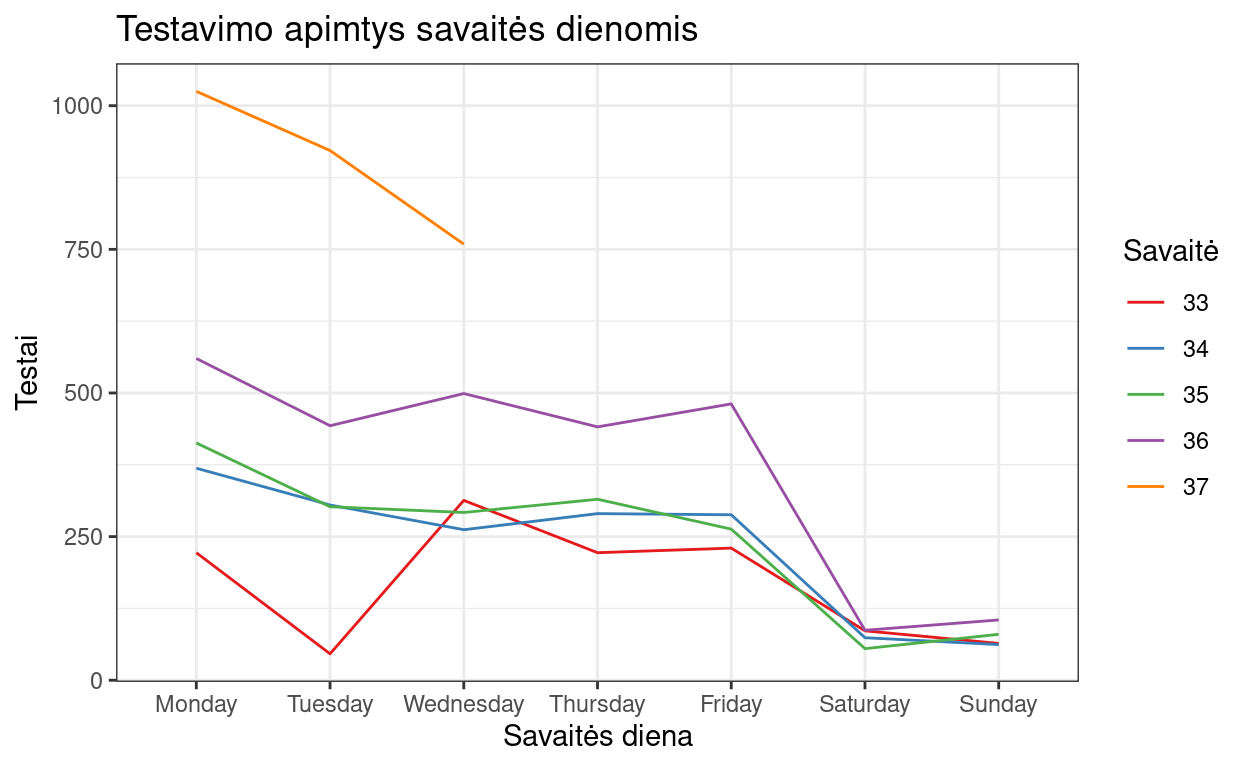 Testavimo apimtys savaitės dienomis
Testai
1000
750
500
250
0
Monday Tuesday Wednesday Thursday Friday Saturday Sunday
Savaitės diena
Savaitė
33
34
35
36
37